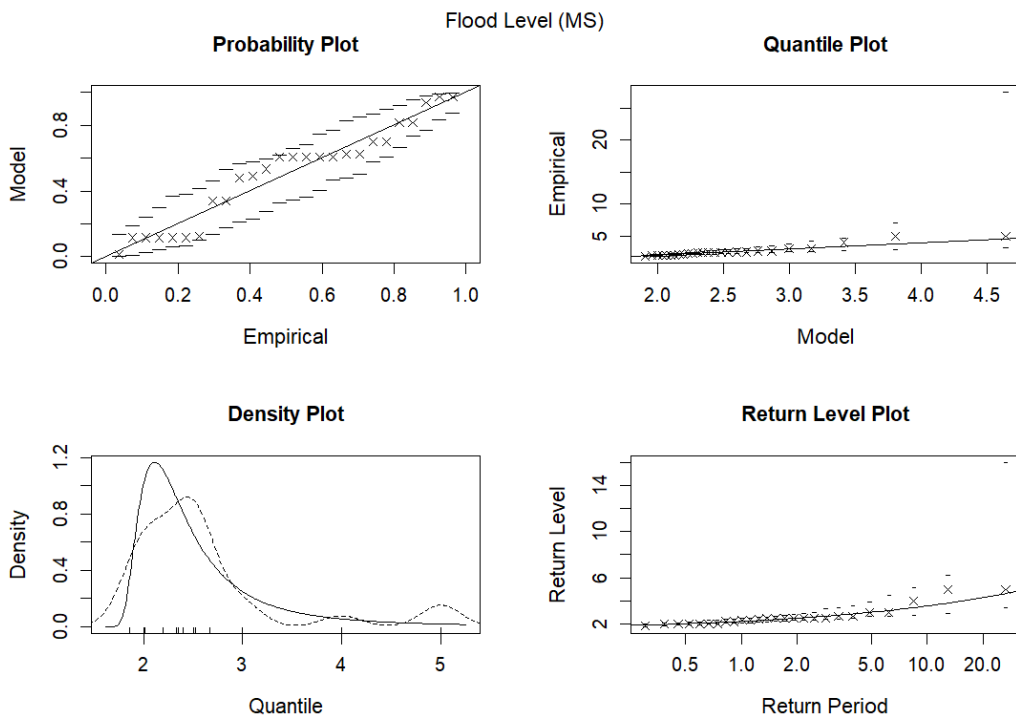 Flood Level (MS)
Probability Plot
Model
0.0
0.4
0.8
0.0 0.2 0.4 0.6 0.8 1.0
Empirical
Quantile Plot
Empirical
5
10
20
2.0 2.5 3.0 3.5 4.0 4.5
Model
Density Plot
Density
0.0
0.4
0.8
1.2
2 3 4 5
Quantile
Return Level Plot
Return Level
2
6
10
14
0.5 1.0 2.0 5.0 10.0 20.0
Return Period